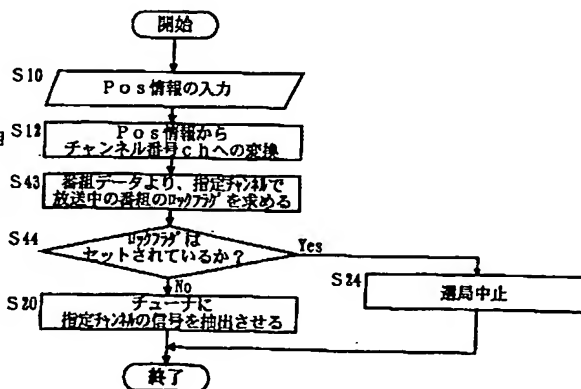 開始
S10
Pos情報の入力
S12
Pos情報から
チャンネル番号chへの変換
S43
番組データより、指定チャンネルで
放送中の番組のロックフラグを求める
S44
ロックフラグは
セットされているか?
Yes
No
S24
選局中止
S20
チューナに
指定チャンネルの信号を抽出させる
終了